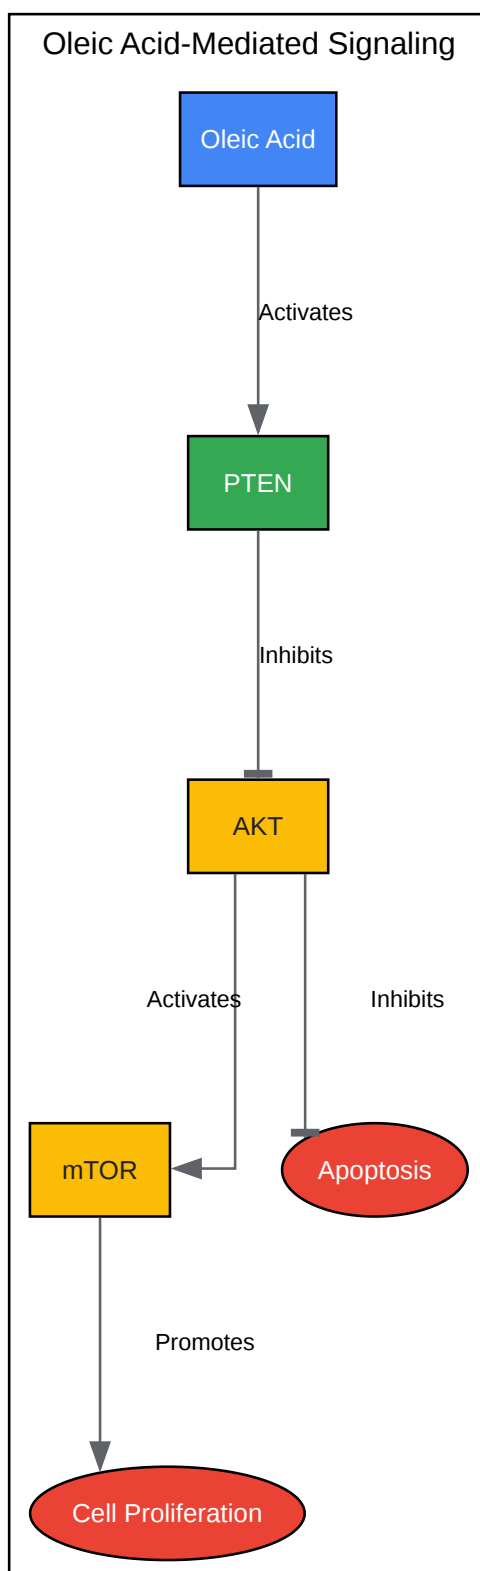 Oleic Acid-Mediated Signaling
Oleic Acid
Activates
PTEN
Inhibits
AKT
Activates
Inhibits
mTOR
Apoptosis
Promotes
Cell Proliferation